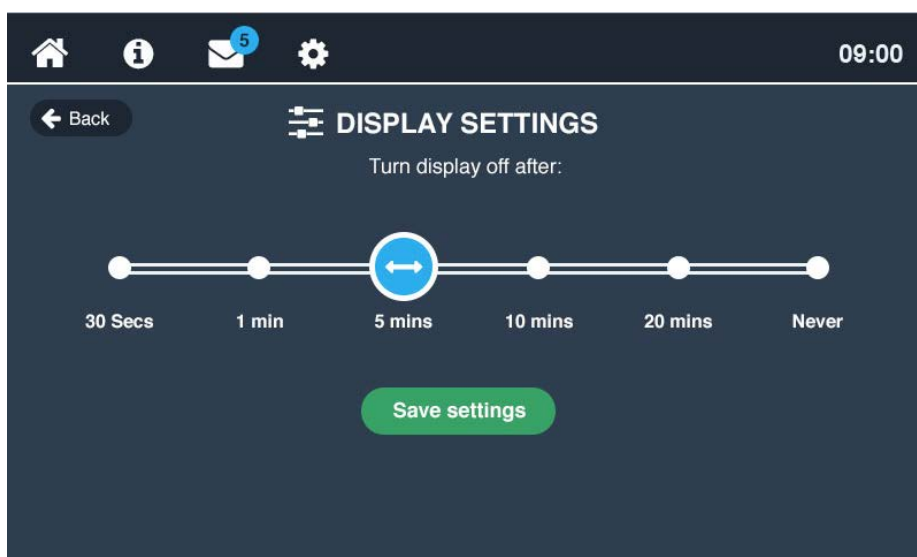 5
09:00
Back
DISPLAY SETTINGS
Turn display off after:
30 Secs 1 min 5 mins 10 mins 20 mins Never
Save settings